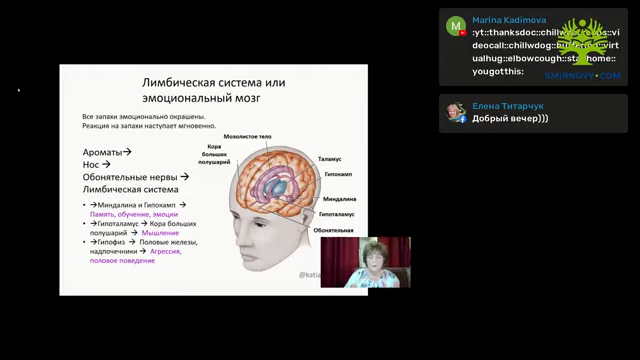 Лимбическая система или
эмоциональный мозг
Все запахи эмоционально окрашены.
Реакция на запахи наступает мгновенно.
Ароматы→
Нос →
Обонятельные нервы →
Лимбическая система
• →Миндалина и Гипокамп →
Память, обучение, эмоции
• →Гипоталамус → Кора больших
полушарий → Мышление
• →Гипофиз → Половые железы,
надпочечники → Агрессия,
половое поведение
Мозолистое тело
Кора
больших
полушарий
Таламус
Гипокамп
Миндалина
Гипоталамус
Обонятельная
@katia
Marina Kadimova
M
SMIRNOVY.COM
Елена Титарчук
Добрый вечер)))